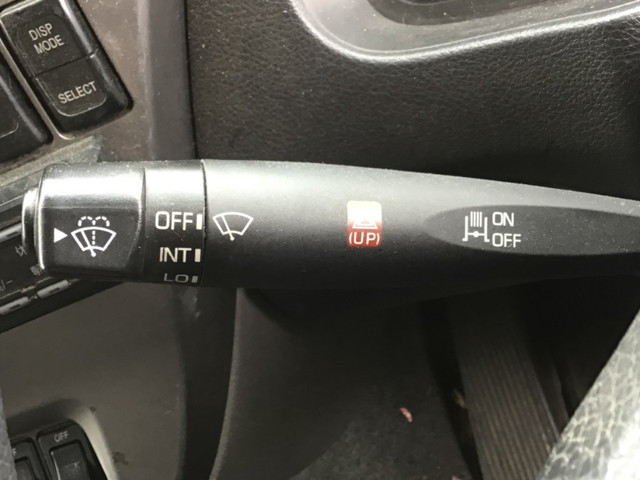 DISP
MODE
SELECT
OFF
INT
LO
(UP)
ON
OFF
OFF